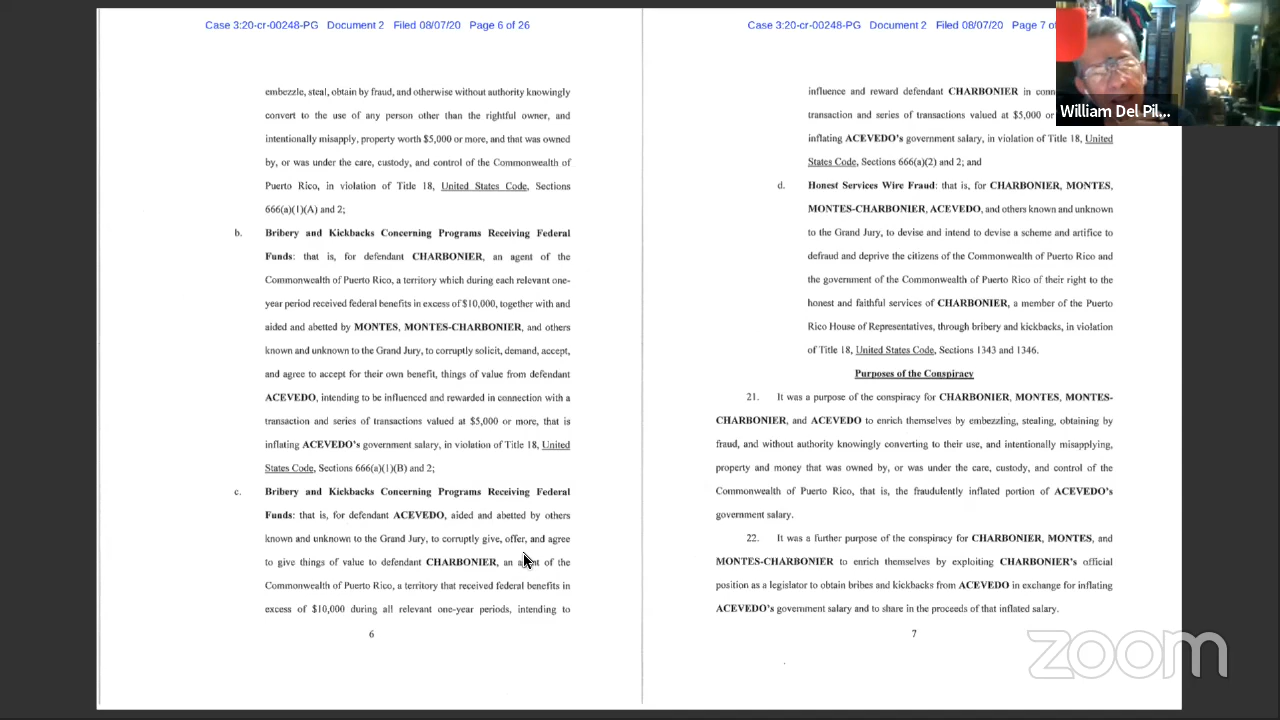 Case 3:20-cr-00248-PG Document 2 Filed 08/07/20 Page 6 of 26
embezzle, steal, obtain by fraud, and otherwise without authority knowingly
convert to the use of any person other than the rightful owner, and
intentionally misapply, property worth $5,000 or more, and that was owned
by, or was under the care, custody, and control of the Commonwealth of
Puerto Rico, in violation of Title 18, United States Code, Sections
666(a)(1)(A) and 2;
b. Bribery and Kickbacks Concerning Programs Receiving Federal
Funds: that is, for defendant CHARBONIER, an agent of the
Commonwealth of Puerto Rico, a territory which during each relevant one-
year period received federal benefits in excess of $10,000, together with and
aided and abetted by MONTES, MONTES-CHARBONIER, and others
known and unknown to the Grand Jury, to corruptly solicit, demand, accept,
and agree to accept for their own benefit, things of value from defendant
ACEVEDO, intending to be influenced and rewarded in connection with a
transaction and series of transactions valued at $5,000 or more, that is
inflating ACEVEDO's government salary, in violation of Title 18, United
States Code, Sections 666(a)(1)(B) and 2;
c. Bribery and Kickbacks Concerning Programs Receiving Federal
Funds: that is, for defendant ACEVEDO, aided and abetted by others
known and unknown to the Grand Jury, to corruptly give, offer, and agree
to give things of value to defendant CHARBONIER, an agent of the
Commonwealth of Puerto Rico, a territory that received federal benefits in
excess of $10,000 during all relevant one-year periods, intending to
6
Case 3:20-cr-00248-PG Document 2 Filed 08/07/20 Page 7 of
influence and reward defendant CHARBONIER in
transaction and series of transactions valued at $5,000
inflating ACEVEDO's government salary, in violation of Title 18, United
States Code, Sections 666(a)(2) and 2; and
d. Honest Services Wire Fraud: that is, for CHARBONIER, MONTES,
MONTES-CHARBONIER, ACEVEDO, and others known and unknown
to the Grand Jury, to devise and intend to devise a scheme and artifice to
defraud and deprive the citizens of the Commonwealth of Puerto Rico and
the government of the Commonwealth of Puerto Rico of their right to the
honest and faithful services of CHARBONIER, a member of the Puerto
Rico House of Representatives, through bribery and kickbacks, in violation
of Title 18, United States Code, Sections 1343 and 1346.
Purposes of the Conspiracy
21. It was a purpose of the conspiracy for CHARBONIER, MONTES, MONTES-
CHARBONIER, and ACEVEDO to enrich themselves by embezzling, stealing, obtaining by
fraud, and without authority knowingly converting to their use, and intentionally misapplying,
property and money that was owned by, or was under the care, custody, and control of the
Commonwealth of Puerto Rico, that is, the fraudulently inflated portion of ACEVEDO's
government salary.
22. It was a further purpose of the conspiracy for CHARBONIER, MONTES, and
MONTES-CHARBONIER to enrich themselves by exploiting CHARBONIER's official
position as a legislator to obtain bribes and kickbacks from ACEVEDO in exchange for inflating
ACEVEDO's government salary and to share in the proceeds of that inflated salary.
7
William Del Pil...
zoom